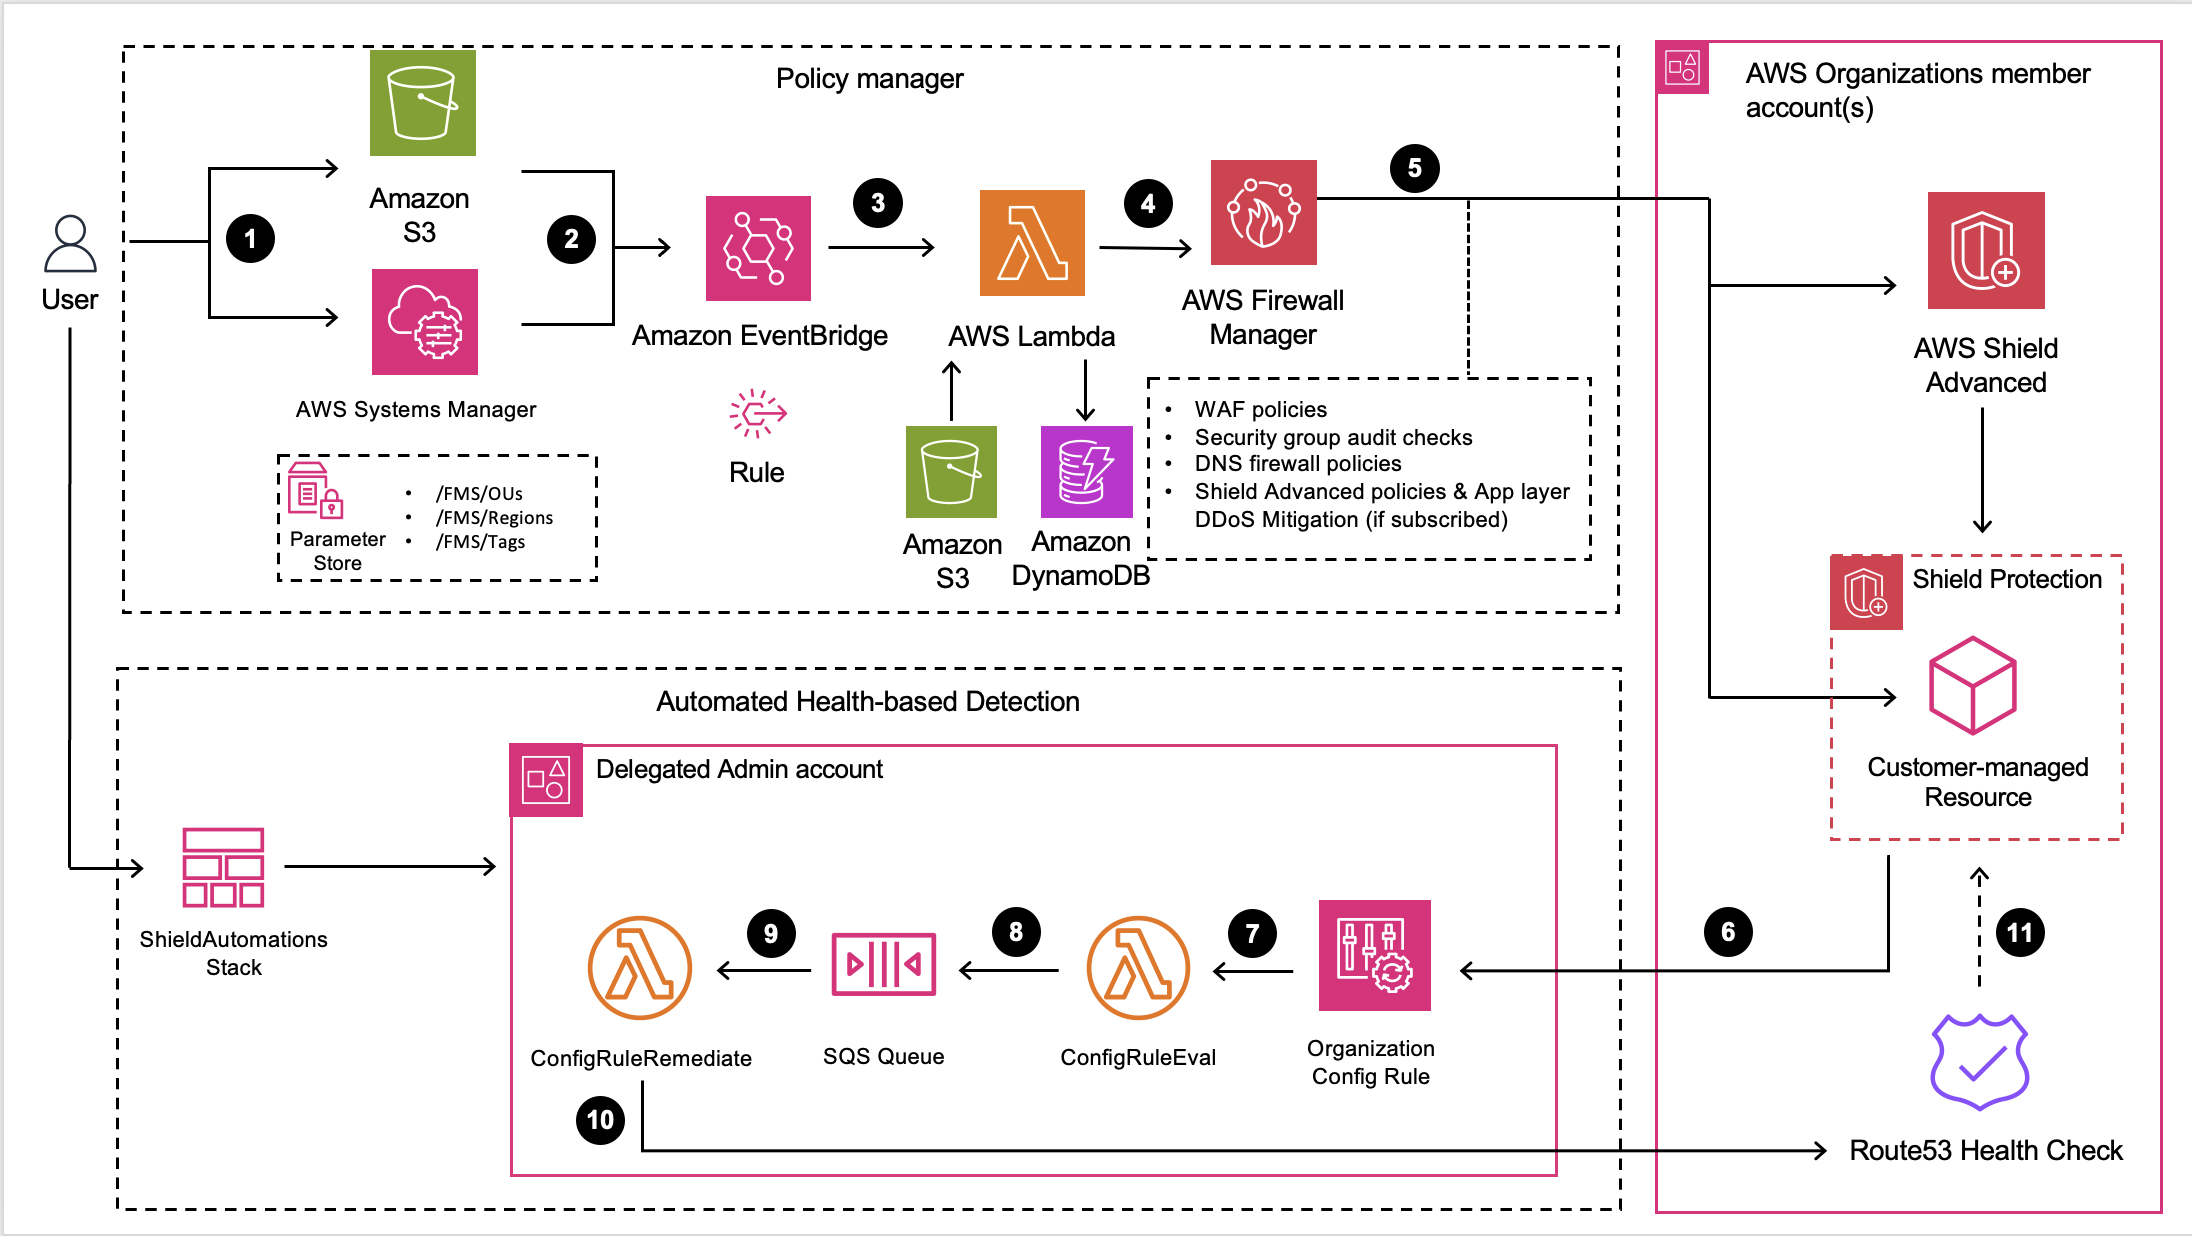 Policy manager
AWS Organizations member
account(s)
User
1
Amazon
S3
AWS Systems Manager
Parameter
Store
• /FMS/OUs
• /FMS/Regions
• /FMS/Tags
2
Amazon EventBridge
Rule
3
AWS Lambda
Amazon
S3
Amazon
DynamoDB
4
AWS Firewall
Manager
5
• WAF policies
• Security group audit checks
• DNS firewall policies
• Shield Advanced policies & App layer
DDoS Mitigation (if subscribed)
AWS Shield
Advanced
Shield Protection
Customer-managed
Resource
Automated Health-based Detection
Delegated Admin account
ShieldAutomations
Stack
6
Organization
Config Rule
7
ConfigRuleEval
8
SQS Queue
9
ConfigRuleRemediate
10
11
Route53 Health Check